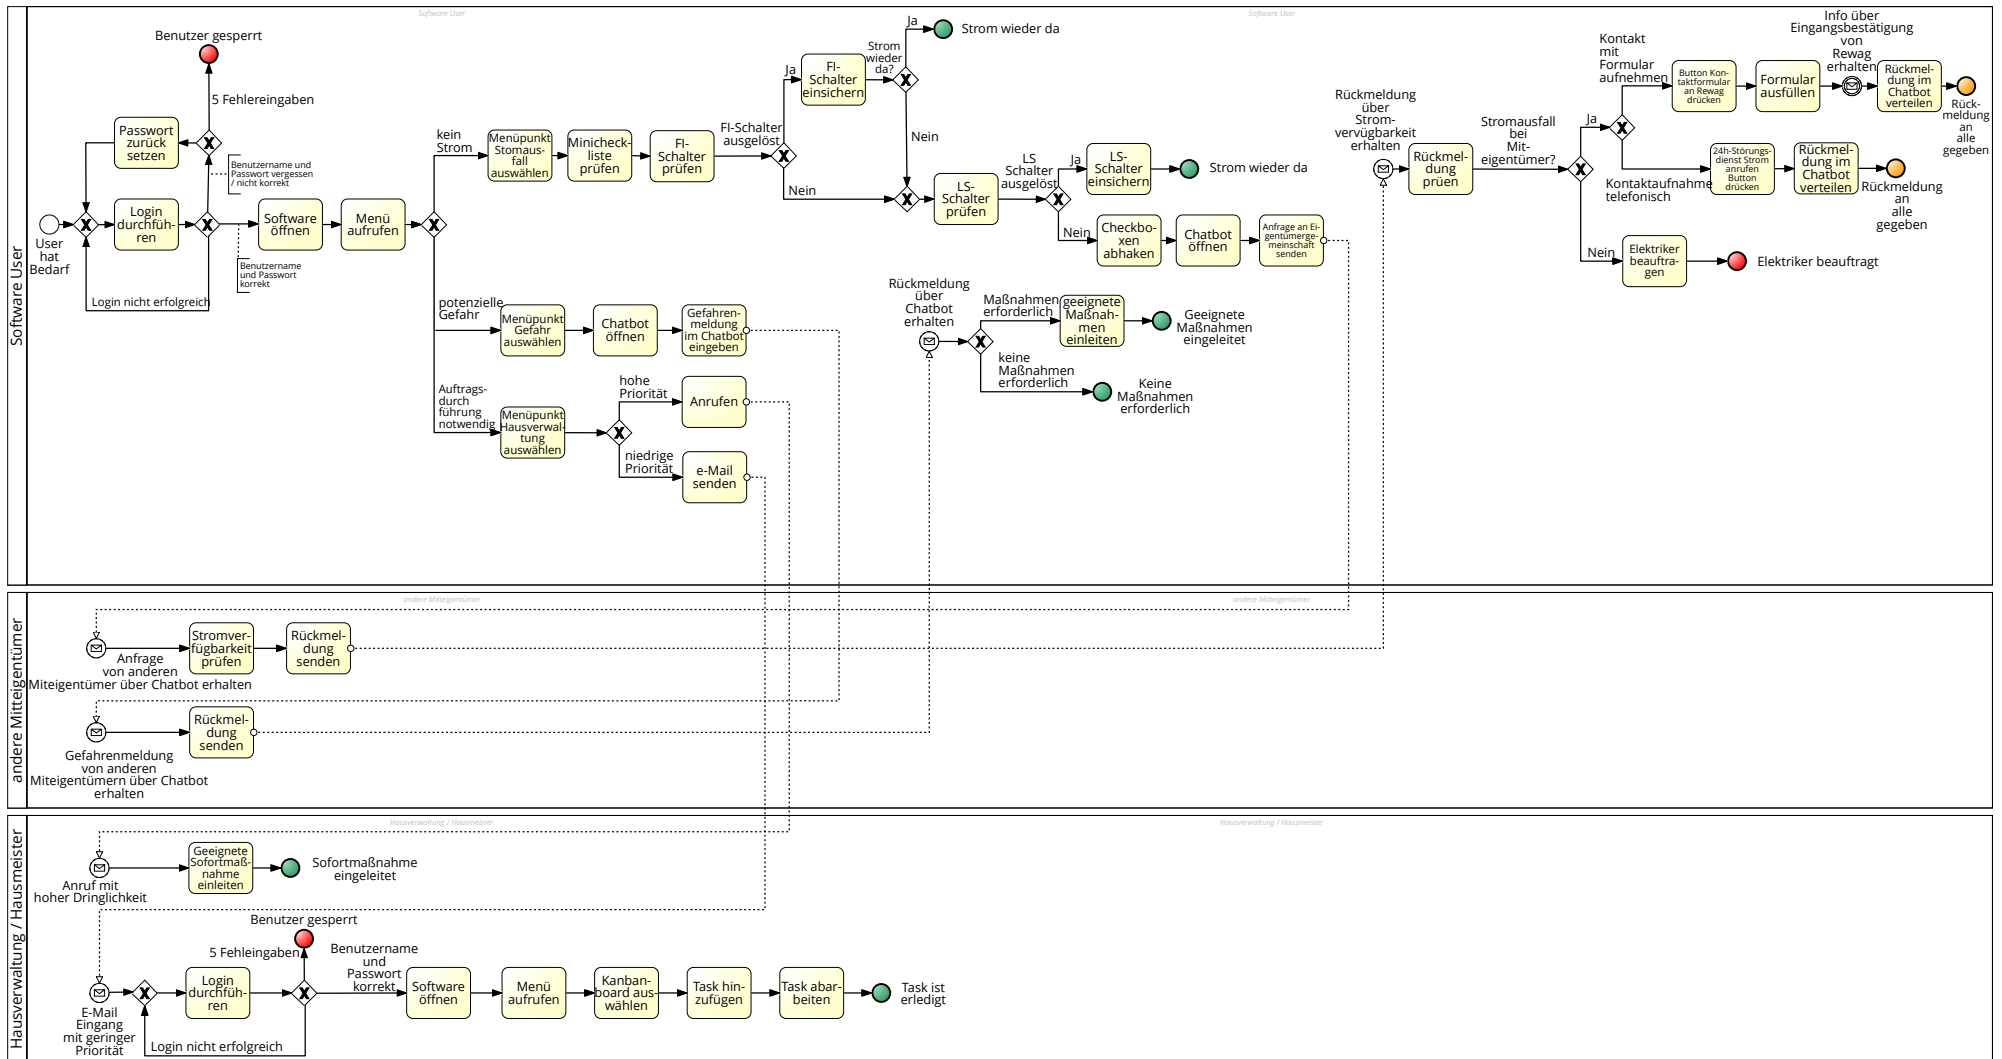 Software User
Software User
Software User
Benutzer gesperrt
5 Fehlereingaben
Passwort
zurück
setzen
Benutzername und
Passwort vergessen
/ nicht korrekt
User
hat
Bedarf
Login
durchfüh-
ren
Software
öffnen
Menü
aufrufen
Benutzername
und Passwort
korrekt
Login nicht erfolgreich
kein
Strom
Menüpunkt
Stomaus-
fall
auswählen
Minicheck-
liste
prüfen
FI-
Schalter
prüfen
FI-Schalter
ausgelöst
Ja
Nein
FI-
Schalter
einsichern
Strom
wieder
da?
Ja
Strom wieder da
Nein
LS-
Schalter
prüfen
LS
Schalter
ausgelöst
Ja
LS-
Schalter
einsichern
Strom wieder da
Nein
Checkbo-
xen
abhaken
Chatbot
öffnen
Anfrage an Ei-
gentümerge-
meinschaft
senden
potenzielle
Gefahr
Menüpunkt
Gefahr
auswählen
Chatbot
öffnen
Gefahren-
meldung
im Chatbot
eingeben
Auftrags-
durch
führung
notwendig
Menüpunkt
Hausverwal-
tung
auswählen
hohe
Priorität
Anrufen
niedrige
Priorität
e-Mail
senden
Rückmeldung
über
Chatbot
erhalten
Maßnahmen
erforderlich
geeignete
Maßnah-
men
einleiten
Geeignete
Maßnahmen
eingeleitet
keine
Maßnahmen
erforderlich
Keine
Maßnahmen
erforderlich
Rückmeldung
über
Strom-
vervügbarkeit
erhalten
Rückmel-
dung
prüen
Stromausfall
bei
Mit-
eigentümer?
Ja
Kontakt
mit
Formular
aufnehmen
Button Kon-
taktformular
an Rewag
drücken
Formular
ausfüllen
Info über
Eingangsbestätigung
von
Rewag
erhalten
Rückmel-
dung im
Chatbot
verteilen
Rück-
meldung
an
alle
gegeben
Kontaktaufnahme
telefonisch
24h-Störungs-
dienst Strom
anrufen
Button
drücken
Rückmel-
dung im
Chatbot
verteilen
Rückmeldung
an
alle
gegeben
Nein
Elektriker
beauftra-
gen
Elektriker beauftragt
andere Mitteigentümer
andere Mitteigentümer
andere Mitteigentümer
Anfrage
von anderen
Miteigentümer über Chatbot erhalten
Stromver-
fügbarkeit
prüfen
Rückmel-
dung
senden
Gefahrenmeldung
von anderen
Miteigentümern über Chatbot
erhalten
Rückmel-
dung
senden
Hausverwaltung / Hausmeister
Hausverwaltung / Hausmeister
Hausverwaltung / Hausmeister
Anruf mit
hoher Dringlichkeit
Geeignete
Sofortmaß-
nahme
einleiten
Sofortmaßnahme
eingeleitet
Benutzer gesperrt
5 Fehleingaben
Benutzername
und
Passwort
korrekt
E-Mail
Eingang
mit geringer
Priorität
Login
durchfüh-
ren
Login nicht erfolgreich
Software
öffnen
Menü
aufrufen
Kanban-
board aus-
wählen
Task hin-
zufügen
Task abar-
beiten
Task ist
erledigt